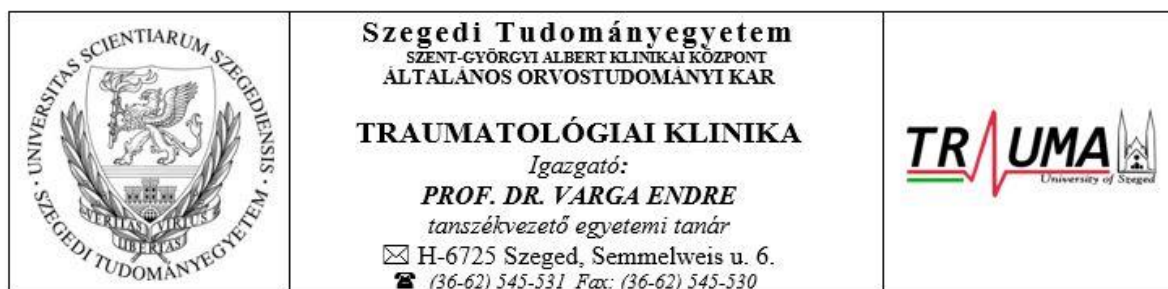 UNIVERSITAS SCIENTIARUM SZEGEDIENSIS
SZEGEDI TUDOMÁNYEGYETEM
VERITAS VIRTUS
LIBERTAS
Szegedi Tudományegyetem
SZENT-GYÖRGYI ALBERT KLINIKAI KÖZPONT
ÁLTALÁNOS ORVOSTUDOMÁNYI KAR
TRAUMATOLÓGIAI KLINIKA
Igazgató:
PROF. DR. VARGA ENDRE
tanszékvezető egyetemi tanár
✉ H-6725 Szeged, Semmelweis u. 6.
☎ (36-62) 545-531 Fax: (36-62) 545-530
TRAUMA
University of Szeged